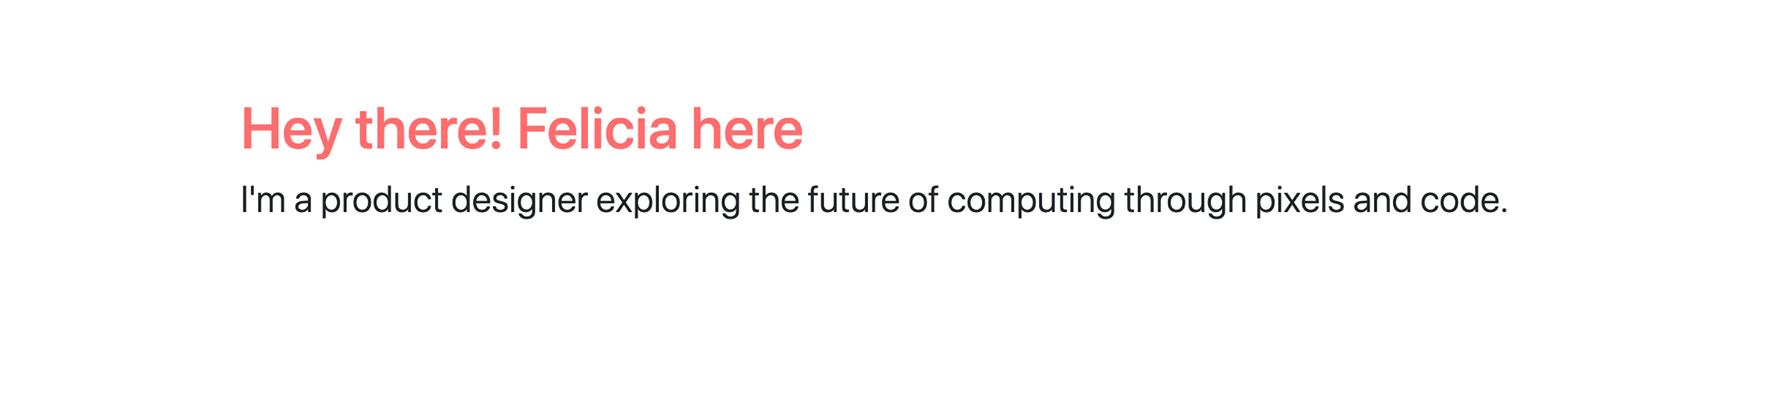 Hey there! Felicia here
I'm a product designer exploring the future of computing through pixels and code.